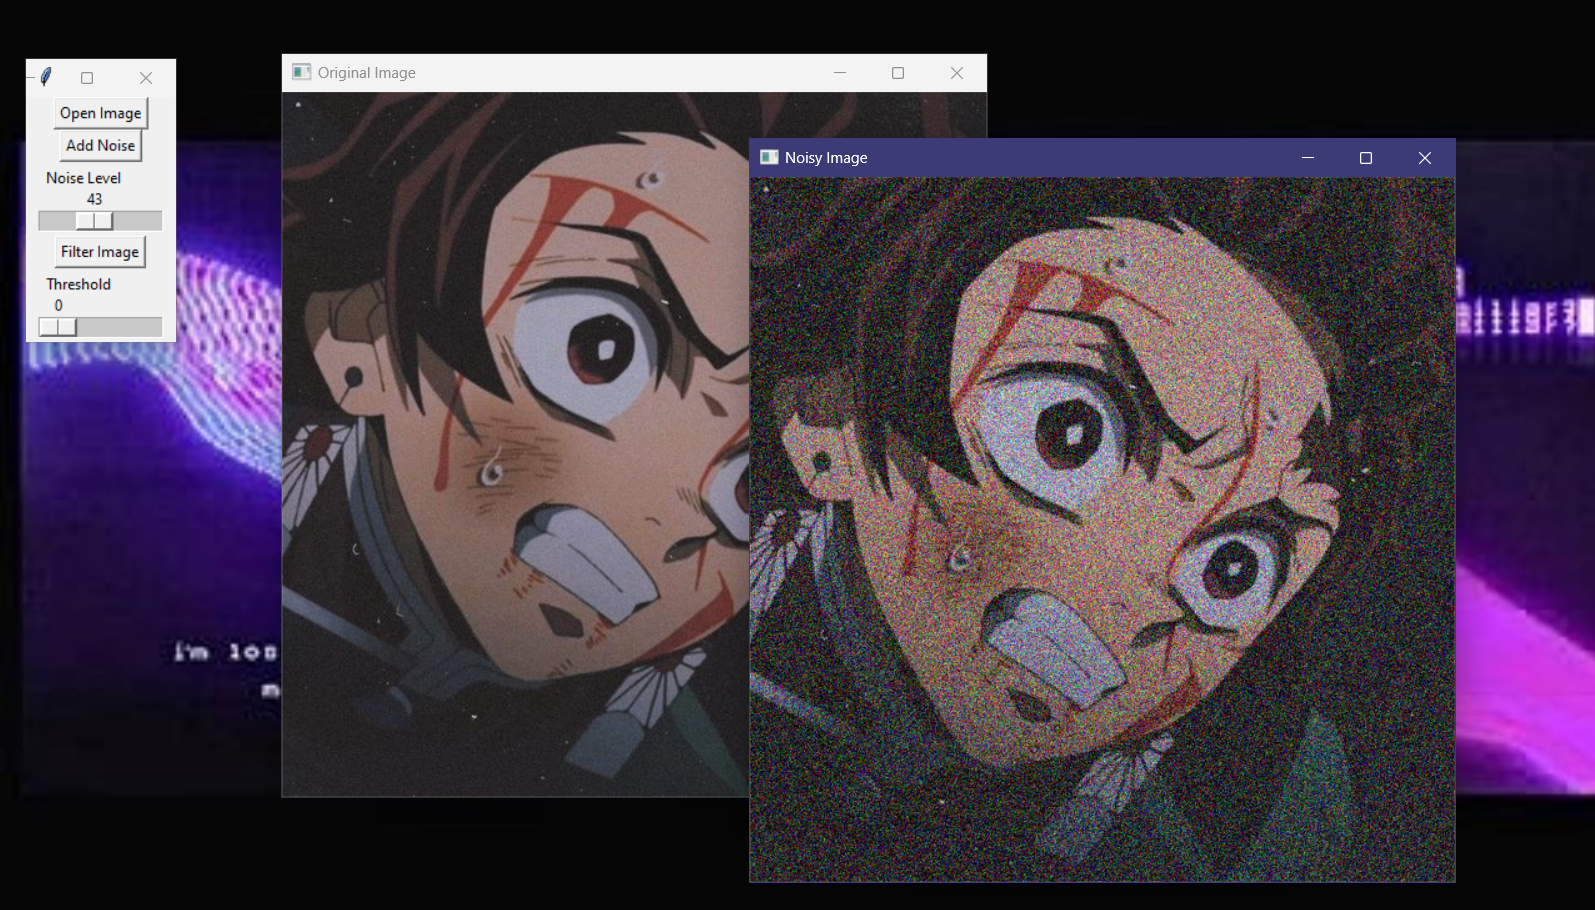 Open Image
Add Noise
Noise Level
43
Filter Image
Threshold
0
Original Image
Noisy Image
i'm los
m